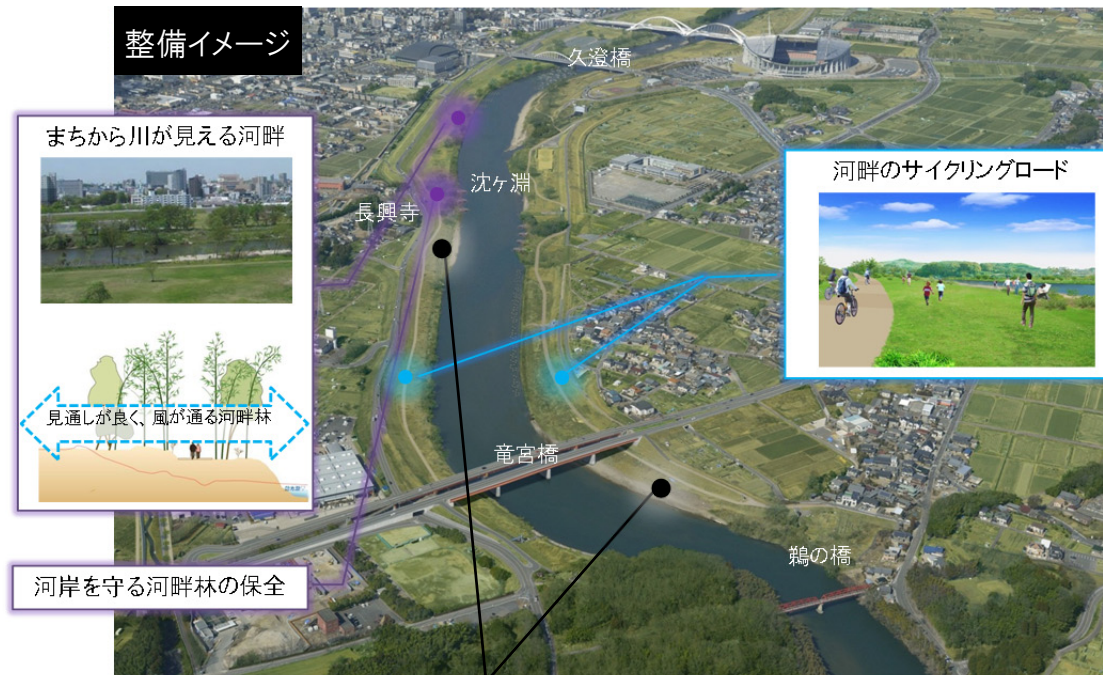 整備イメージ
久澄橋
まちから川が見える河畔
沈ヶ淵
長興寺
河畔のサイクリングロード
見通しが良く、風が通る河畔林
竜宮橋
鵜の橋
河岸を守る河畔林の保全